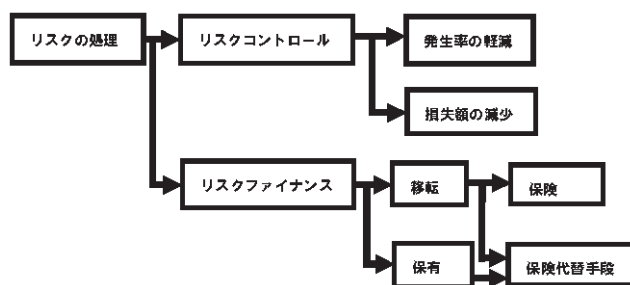 リスクの処理
リスクコントロール
発生率の軽減
損失額の減少
リスクファイナンス
移転
保険
保有
保険代替手段